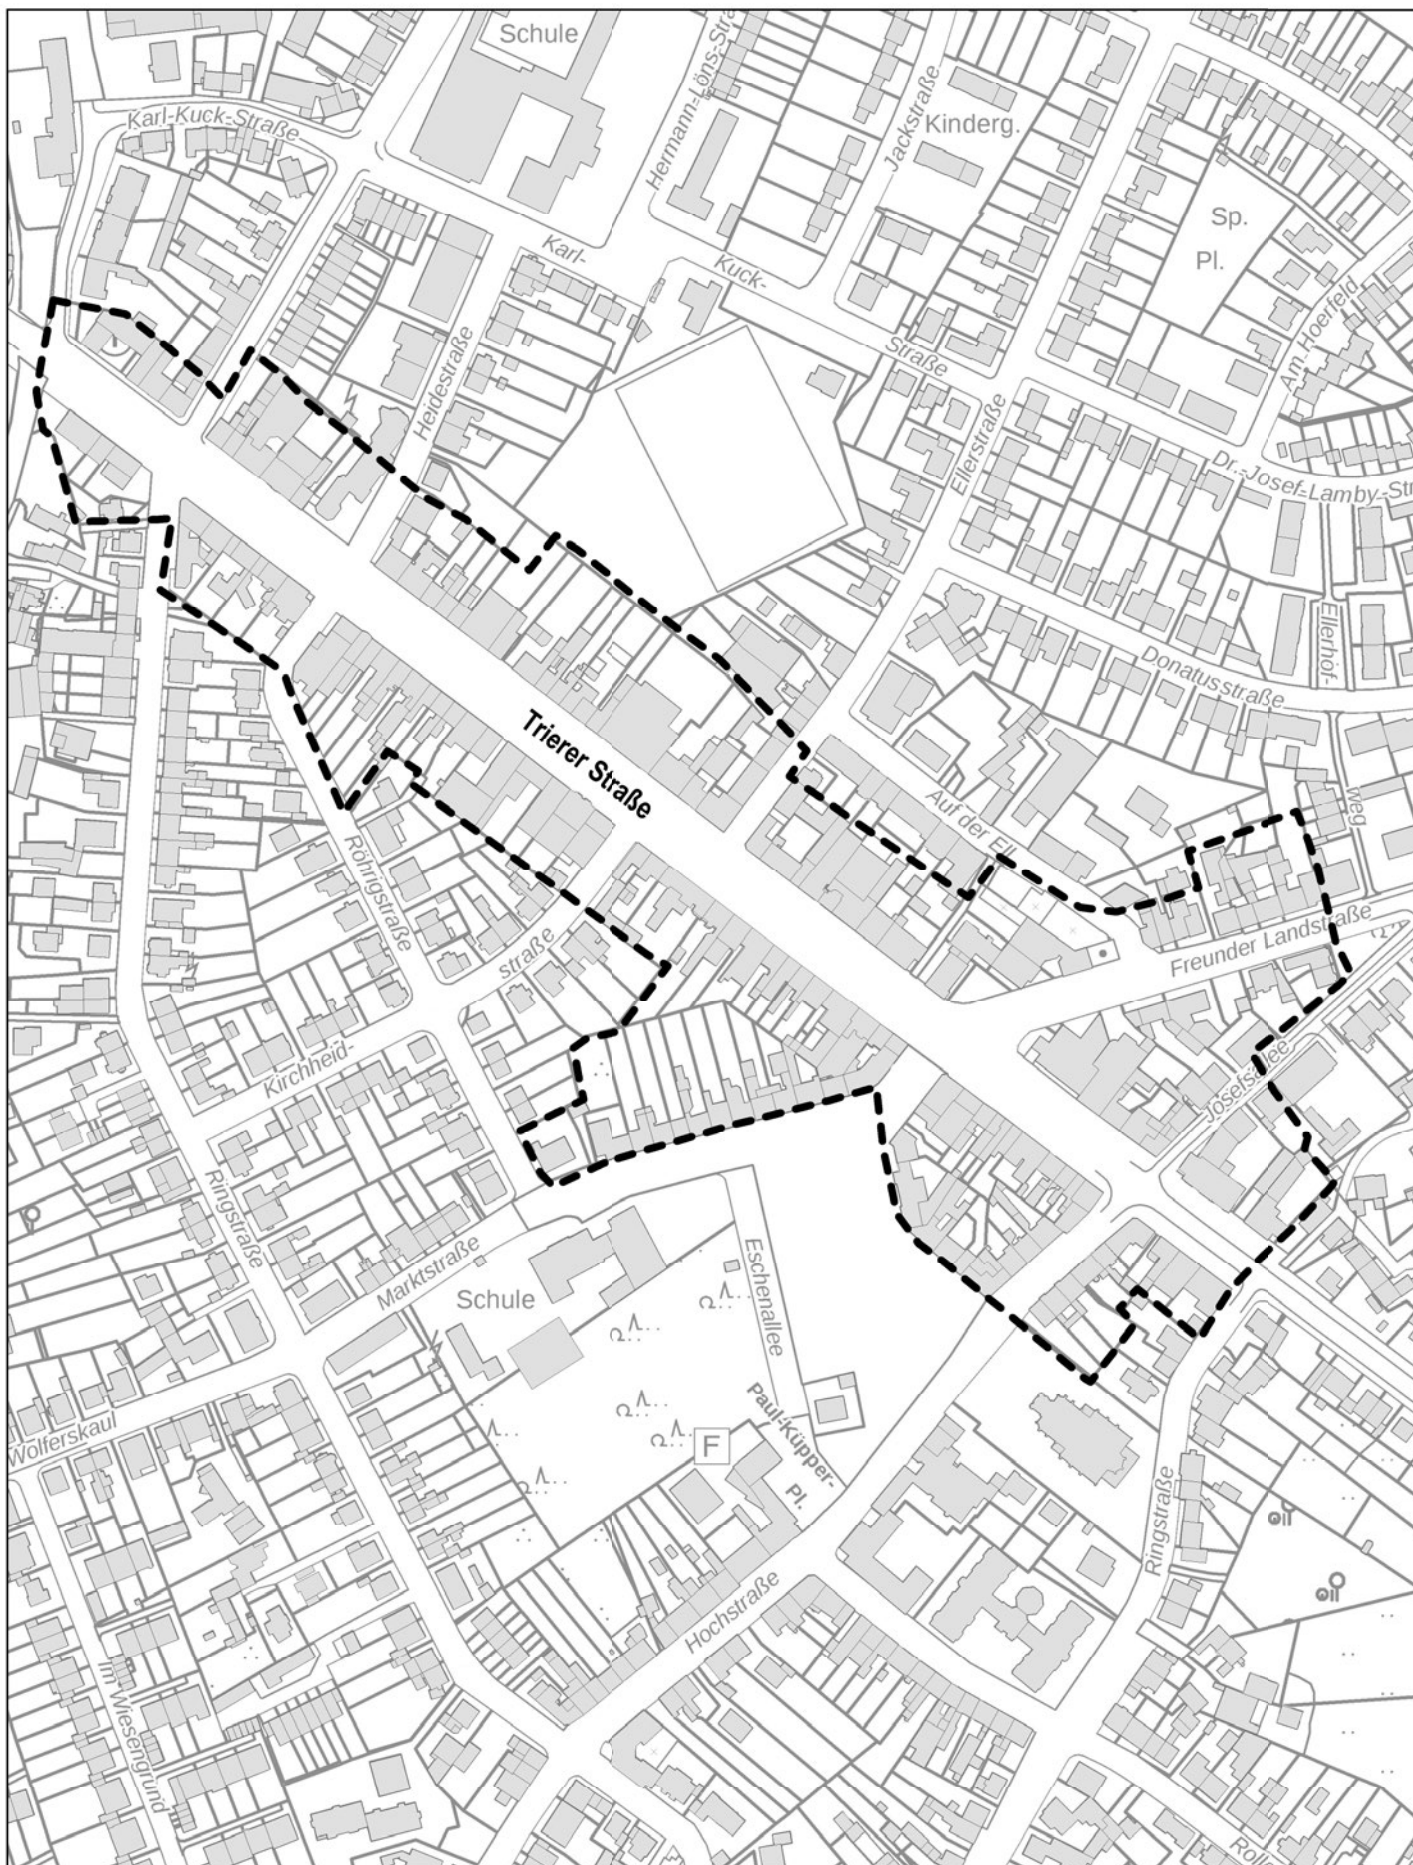 Schule
Hermann-Löns-Stra
Jackstraße
Kinderg.
Karl-Kuck-Straße
Sp.
Pl.
Karl-
Kuck-
Straße
Am Hoerfeld
Heidestraße
Ellerstraße
Dr.-Josef-Lamby-Str
Ellerhof-
weg
Donatusstraße
Trierer Straße
Auf der Ell
Röhrigstraße
Freunder Landstraße
straße
Kirchheid-
Josefsallee
Ringstraße
Marktstraße
Schule
Eschenallee
Paul-Küpper-
Pl.
F
Wolferskaul
Ringstraße
Hochstraße
Im Wiesengrund